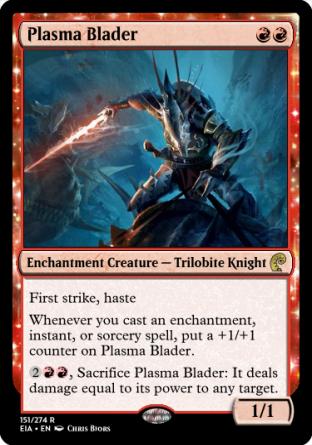 Plasma Blader
Enchantment Creature — Trilobite Knight
First strike, haste
Whenever you cast an enchantment,
instant, or sorcery spell, put a +1/+1
counter on Plasma Blader.
2, Sacrifice Plasma Blader: It deals
damage equal to its power to any target.
1/1
151/274 R
EIA • EN Chris Bjors